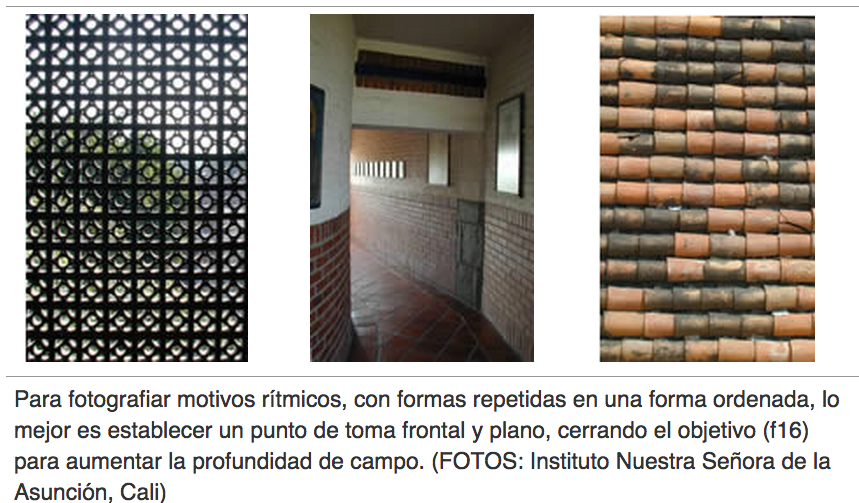 Para fotografiar motivos rítmicos, con formas repetidas en una forma ordenada, lo
mejor es establecer un punto de toma frontal y plano, cerrando el objetivo (f16)
para aumentar la profundidad de campo. (FOTOS: Instituto Nuestra Señora de la
Asunción, Cali)